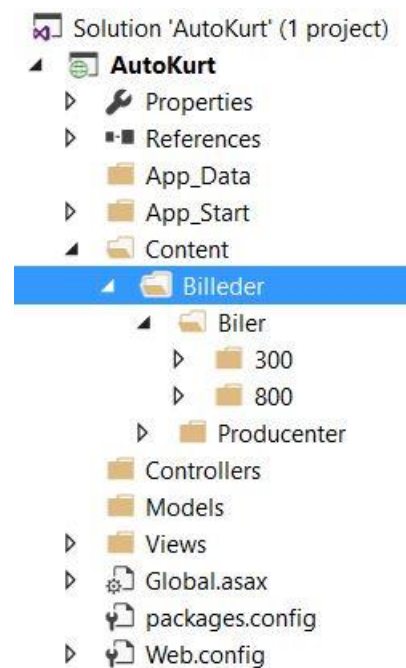 Solution 'AutoKurt' (1 project)
AutoKurt
Properties
References
App_Data
App_Start
Content
Billeder
Biler
300
800
Producenter
Controllers
Models
Views
Global.asax
packages.config
Web.config